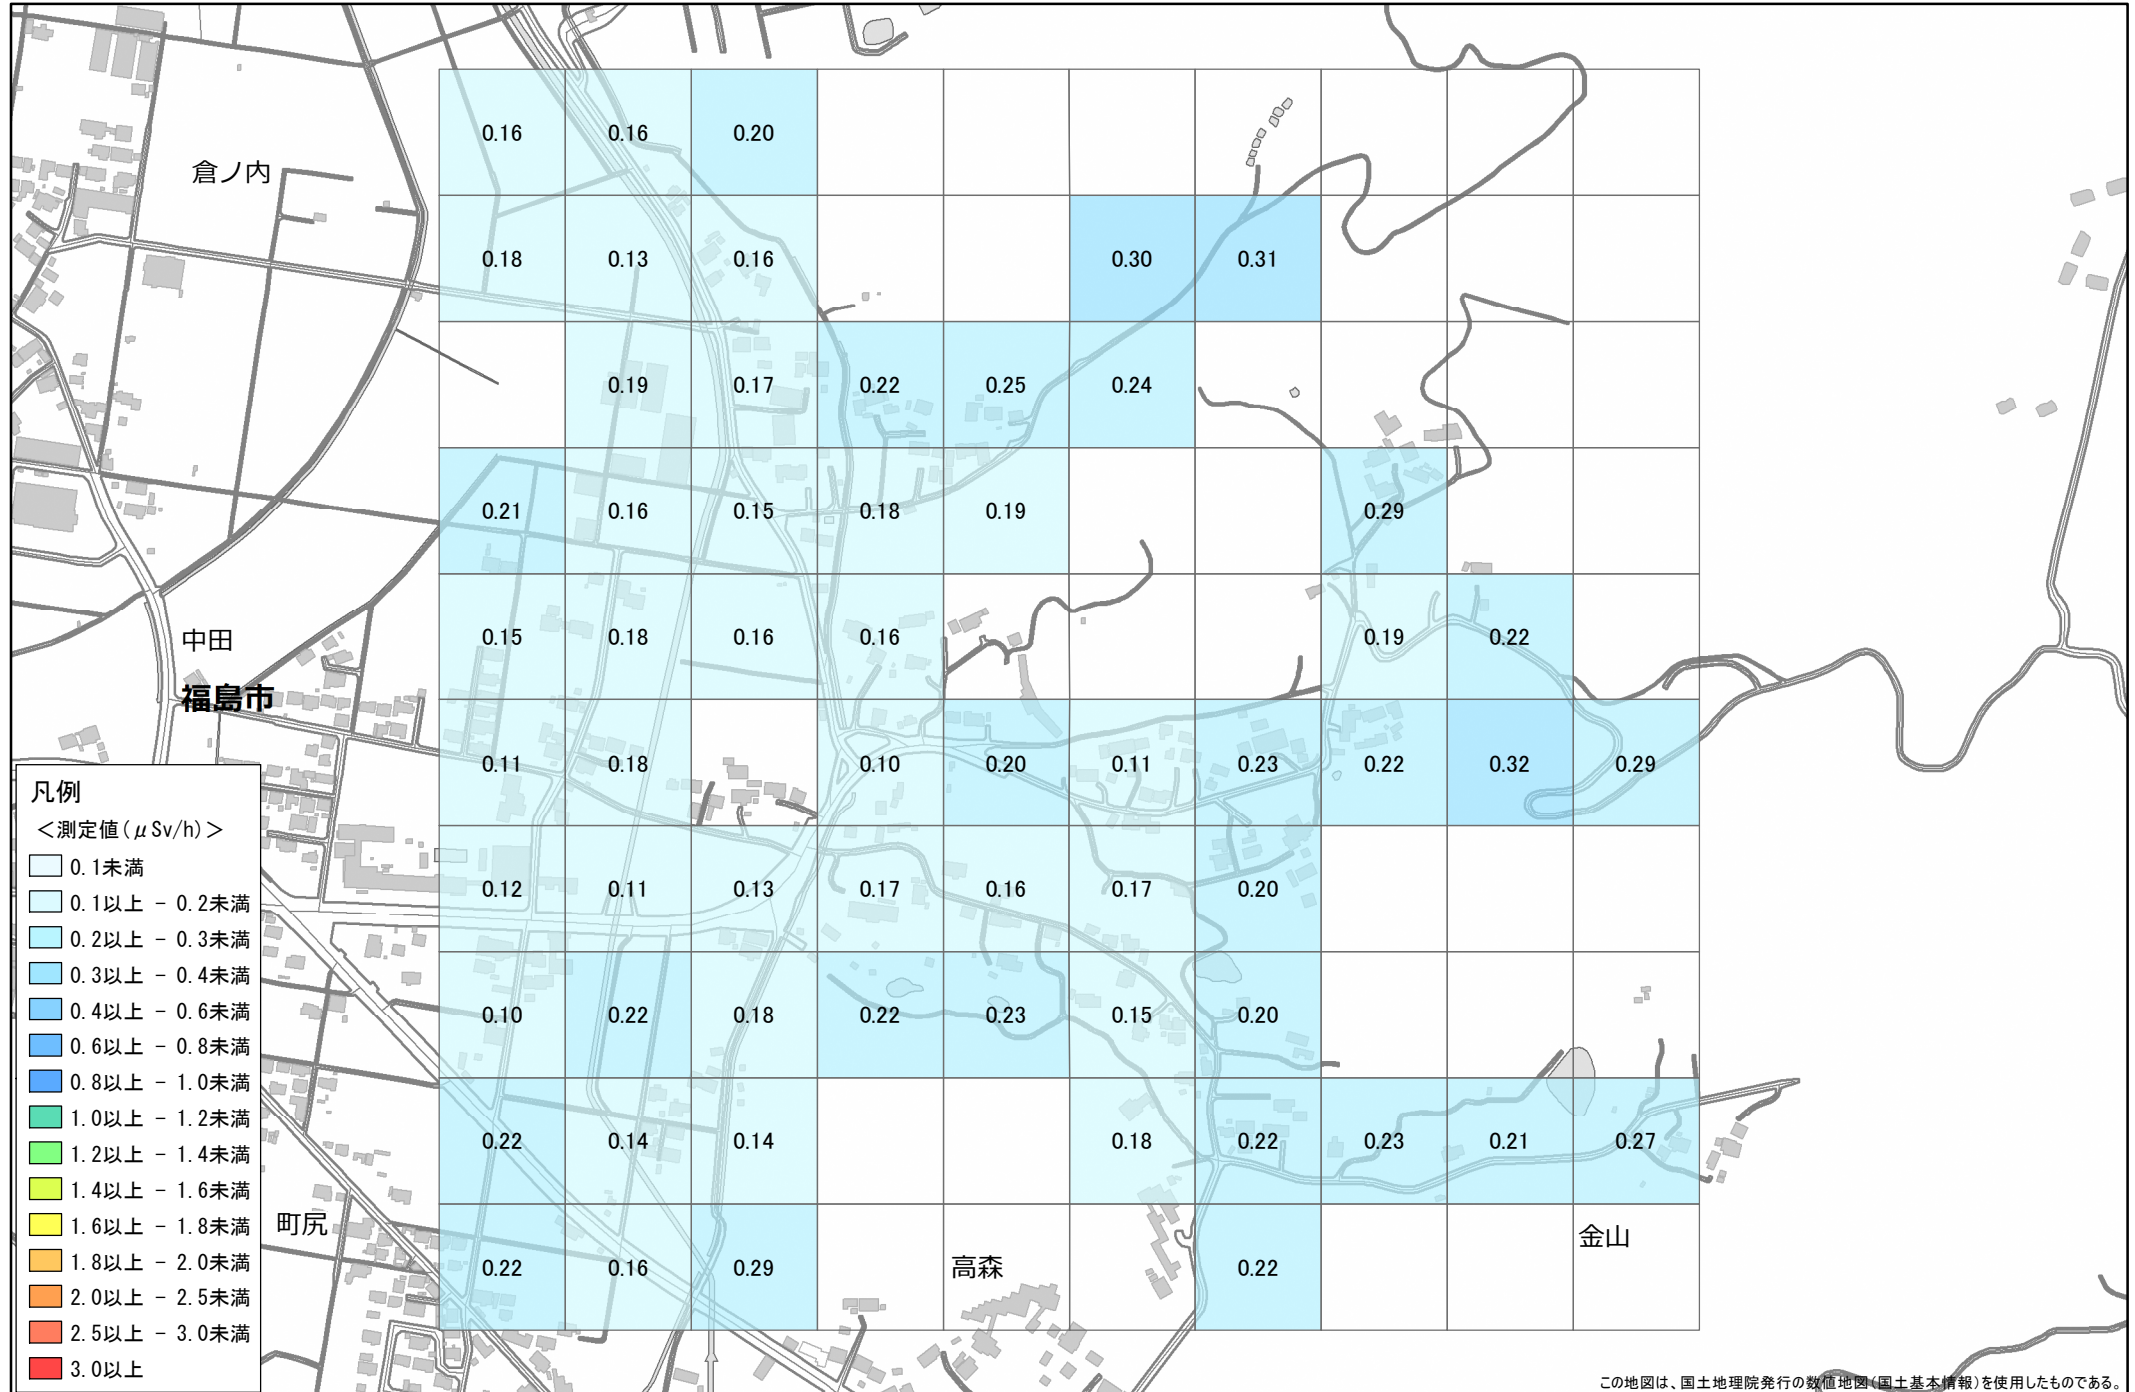 0.16 0.16 0.20
倉ノ内
0.18 0.13 0.16 0.30 0.31
0.19 0.17 0.22 0.25 0.24
0.21 0.16 0.15 0.18 0.19 0.29
中田
0.15 0.18 0.16 0.16 0.19 0.22
福島市
0.11 0.18 0.10 0.20 0.11 0.23 0.22 0.32 0.29
0.12 0.11 0.13 0.17 0.16 0.17 0.20
0.10 0.22 0.18 0.22 0.23 0.15 0.20
0.22 0.14 0.14 0.18 0.22 0.23 0.21 0.27
町尻
金山
0.22 0.16 0.29 高森 0.22
凡例
＜測定値(μSv/h)＞
0.1未満
0.1以上 - 0.2未満
0.2以上 - 0.3未満
0.3以上 - 0.4未満
0.4以上 - 0.6未満
0.6以上 - 0.8未満
0.8以上 - 1.0未満
1.0以上 - 1.2未満
1.2以上 - 1.4未満
1.4以上 - 1.6未満
1.6以上 - 1.8未満
1.8以上 - 2.0未満
2.0以上 - 2.5未満
2.5以上 - 3.0未満
3.0以上
この地図は、国土地理院発行の数値地図（国土基本情報）を使用したものである。